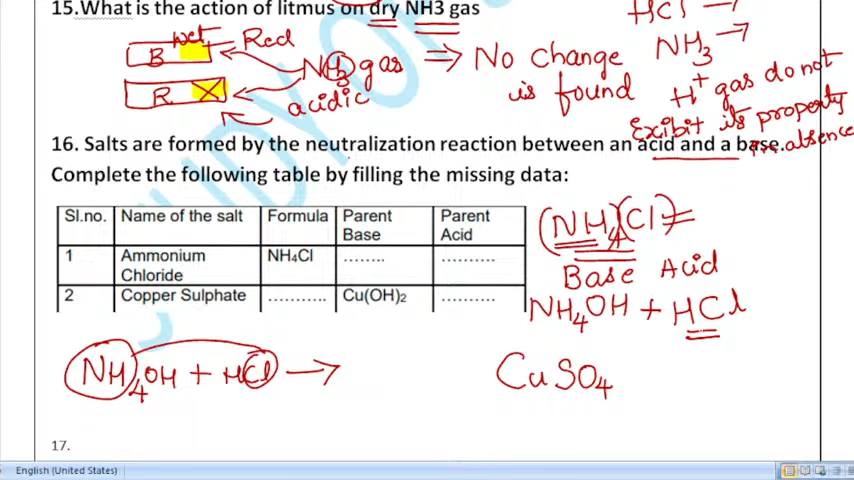 15.What is the action of litmus on dry NH3 gas
HCl →
NH3 →
B wet Red
R
NH3 gas
acidic
⇒ No change
is found
H+ gas do not
Exibit its property
absence
16. Salts are formed by the neutralization reaction between an acid and a base.
Complete the following table by filling the missing data:
Sl.no. Name of the salt Formula Parent Base Parent Acid
1 Ammonium Chloride NH4Cl ........ ...........
2 Copper Sulphate ............ Cu(OH)2 ...........
(NH4)(Cl)=
Base Acid
NH4OH + HCl
NH4OH + HCl →
CuSO4
17.
English (United States)